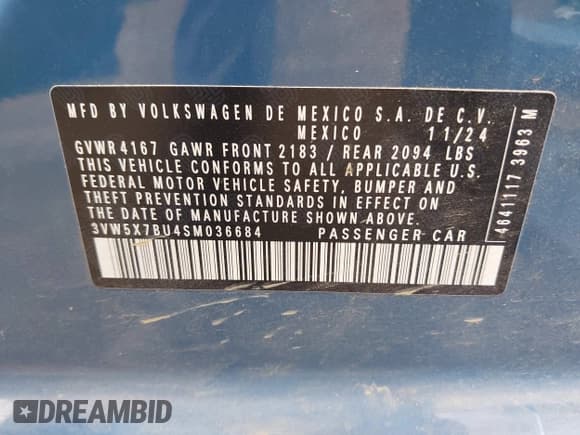 MFD BY VOLKSWAGEN DE MEXICO S.A. DE C.V.
MEXICO 11/24
GVWR 4167 GAWR FRONT 2183 / REAR 2094 LBS
THIS VEHICLE CONFORMS TO ALL APPLICABLE U.S.
FEDERAL MOTOR VEHICLE SAFETY, BUMPER AND
THEFT PREVENTION STANDARDS IN EFFECT ON
THE DATE OF MANUFACTURE SHOWN ABOVE.
3VW5X7BU4SM036684 PASSENGER CAR
4641117 3963 M
DREAMBID